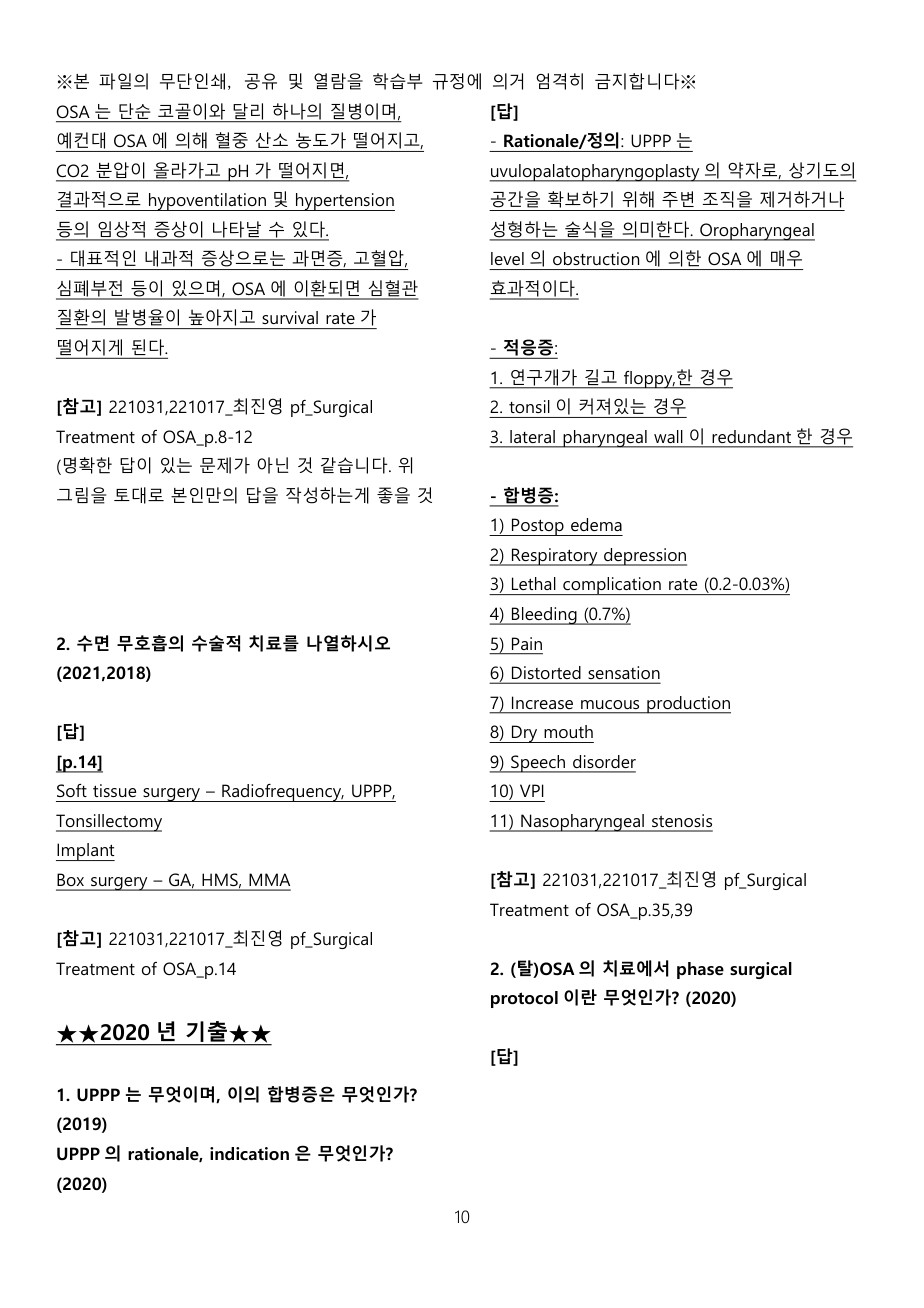 ※본 파일의 무단인쇄, 공유 및 열람을 학습부 규정에 의거 엄격히 금지합니다※
OSA 는 단순 코골이와 달리 하나의 질병이며,
예컨대 OSA 에 의해 혈중 산소 농도가 떨어지고,
CO2 분압이 올라가고 pH 가 떨어지면,
결과적으로 hypoventilation 및 hypertension
등의 임상적 증상이 나타날 수 있다.
- 대표적인 내과적 증상으로는 과면증, 고혈압,
심폐부전 등이 있으며, OSA 에 이환되면 심혈관
질환의 발병율이 높아지고 survival rate 가
떨어지게 된다.
[참고] 221031,221017_최진영 pf_Surgical
Treatment of OSA_p.8-12
(명확한 답이 있는 문제가 아닌 것 같습니다. 위
그림을 토대로 본인만의 답을 작성하는게 좋을 것
2. 수면 무호흡의 수술적 치료를 나열하시오
(2021,2018)
[답]
[p.14]
Soft tissue surgery – Radiofrequency, UPPP,
Tonsillectomy
Implant
Box surgery – GA, HMS, MMA
[참고] 221031,221017_최진영 pf_Surgical
Treatment of OSA_p.14
★★2020 년 기출★★
1. UPPP 는 무엇이며, 이의 합병증은 무엇인가?
(2019)
UPPP 의 rationale, indication 은 무엇인가?
(2020)
[답]
- Rationale/정의: UPPP 는
uvulopalatopharyngoplasty 의 약자로, 상기도의
공간을 확보하기 위해 주변 조직을 제거하거나
성형하는 술식을 의미한다. Oropharyngeal
level 의 obstruction 에 의한 OSA 에 매우
효과적이다.
- 적응증:
1. 연구개가 길고 floppy,한 경우
2. tonsil 이 커져있는 경우
3. lateral pharyngeal wall 이 redundant 한 경우
- 합병증:
1) Postop edema
2) Respiratory depression
3) Lethal complication rate (0.2-0.03%)
4) Bleeding (0.7%)
5) Pain
6) Distorted sensation
7) Increase mucous production
8) Dry mouth
9) Speech disorder
10) VPI
11) Nasopharyngeal stenosis
[참고] 221031,221017_최진영 pf_Surgical
Treatment of OSA_p.35,39
2. (탈)OSA 의 치료에서 phase surgical
protocol 이란 무엇인가? (2020)
[답]
10